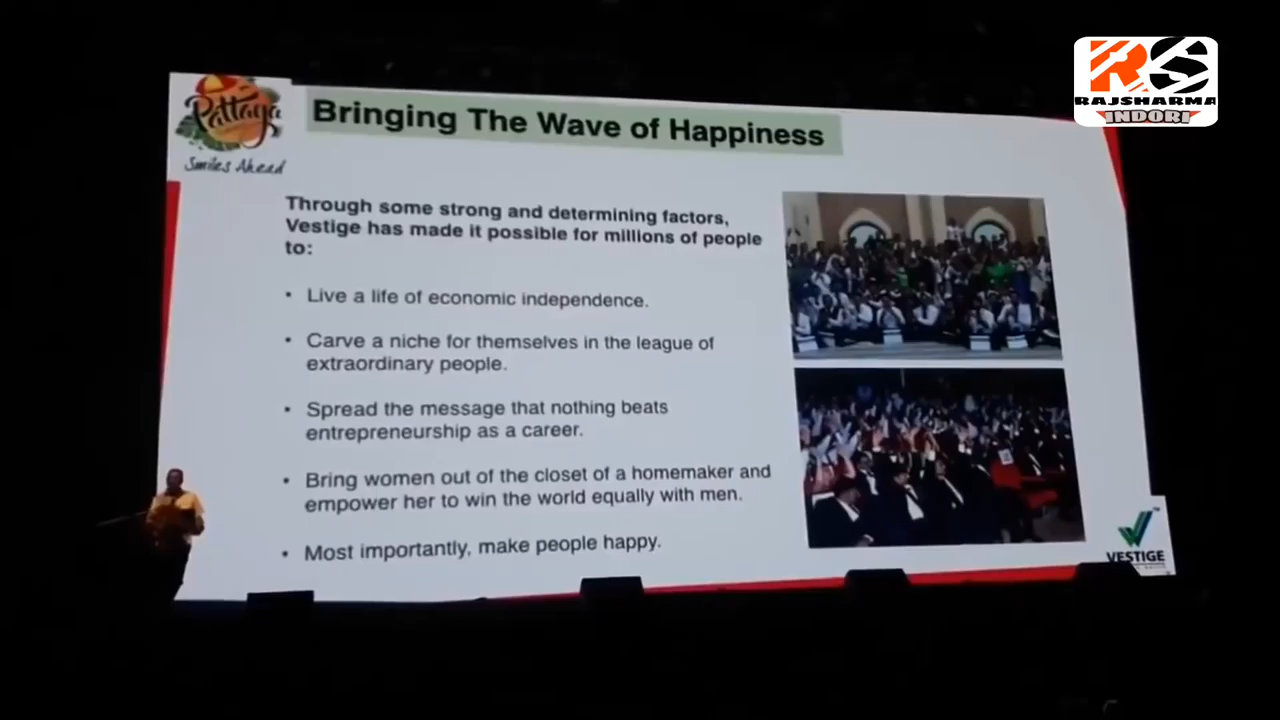 RS
RAJSHARMA
INDORI
Pattaya
Smiles Ahead
Bringing The Wave of Happiness
Through some strong and determining factors,
Vestige has made it possible for millions of people
to:
• Live a life of economic independence.
• Carve a niche for themselves in the league of
extraordinary people.
• Spread the message that nothing beats
entrepreneurship as a career.
• Bring women out of the closet of a homemaker and
empower her to win the world equally with men.
• Most importantly, make people happy.
VESTIGE